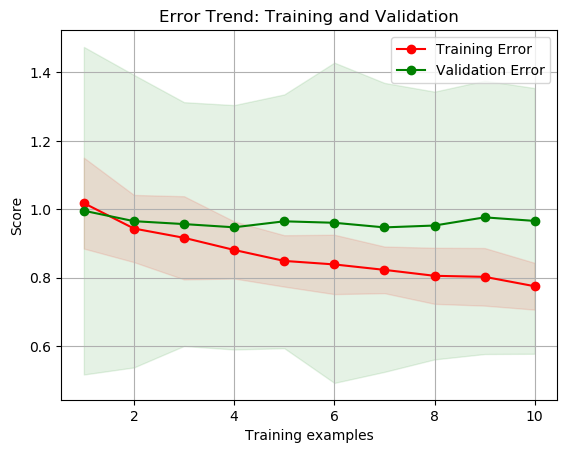 Error Trend: Training and Validation
Training Error
Validation Error
1.4
1.2
1.0
0.8
0.6
Score
2 4 6 8 10
Training examples